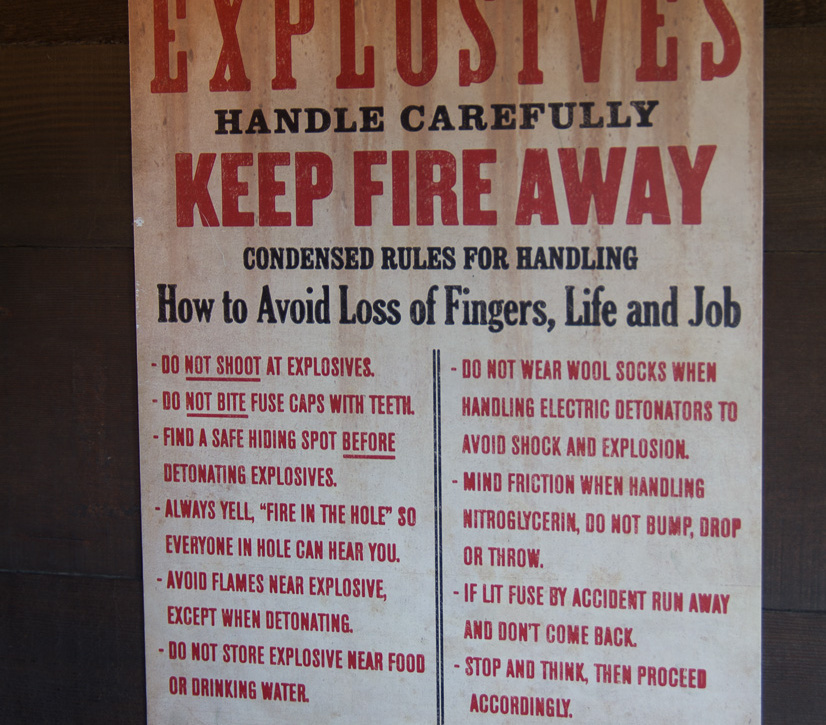 EXPLOSIVES
HANDLE CAREFULLY
KEEP FIRE AWAY
CONDENSED RULES FOR HANDLING
How to Avoid Loss of Fingers, Life and Job
- DO NOT SHOOT AT EXPLOSIVES.
- DO NOT BITE FUSE CAPS WITH TEETH.
- FIND A SAFE HIDING SPOT BEFORE
DETONATING EXPLOSIVES.
- ALWAYS YELL, “FIRE IN THE HOLE” SO
EVERYONE IN HOLE CAN HEAR YOU.
- AVOID FLAMES NEAR EXPLOSIVE,
EXCEPT WHEN DETONATING.
- DO NOT STORE EXPLOSIVE NEAR FOOD
OR DRINKING WATER.
- DO NOT WEAR WOOL SOCKS WHEN
HANDLING ELECTRIC DETONATORS TO
AVOID SHOCK AND EXPLOSION.
- MIND FRICTION WHEN HANDLING
NITROGLYCERIN, DO NOT BUMP, DROP
OR THROW.
- IF LIT FUSE BY ACCIDENT RUN AWAY
AND DON'T COME BACK.
- STOP AND THINK, THEN PROCEED
ACCORDINGLY.